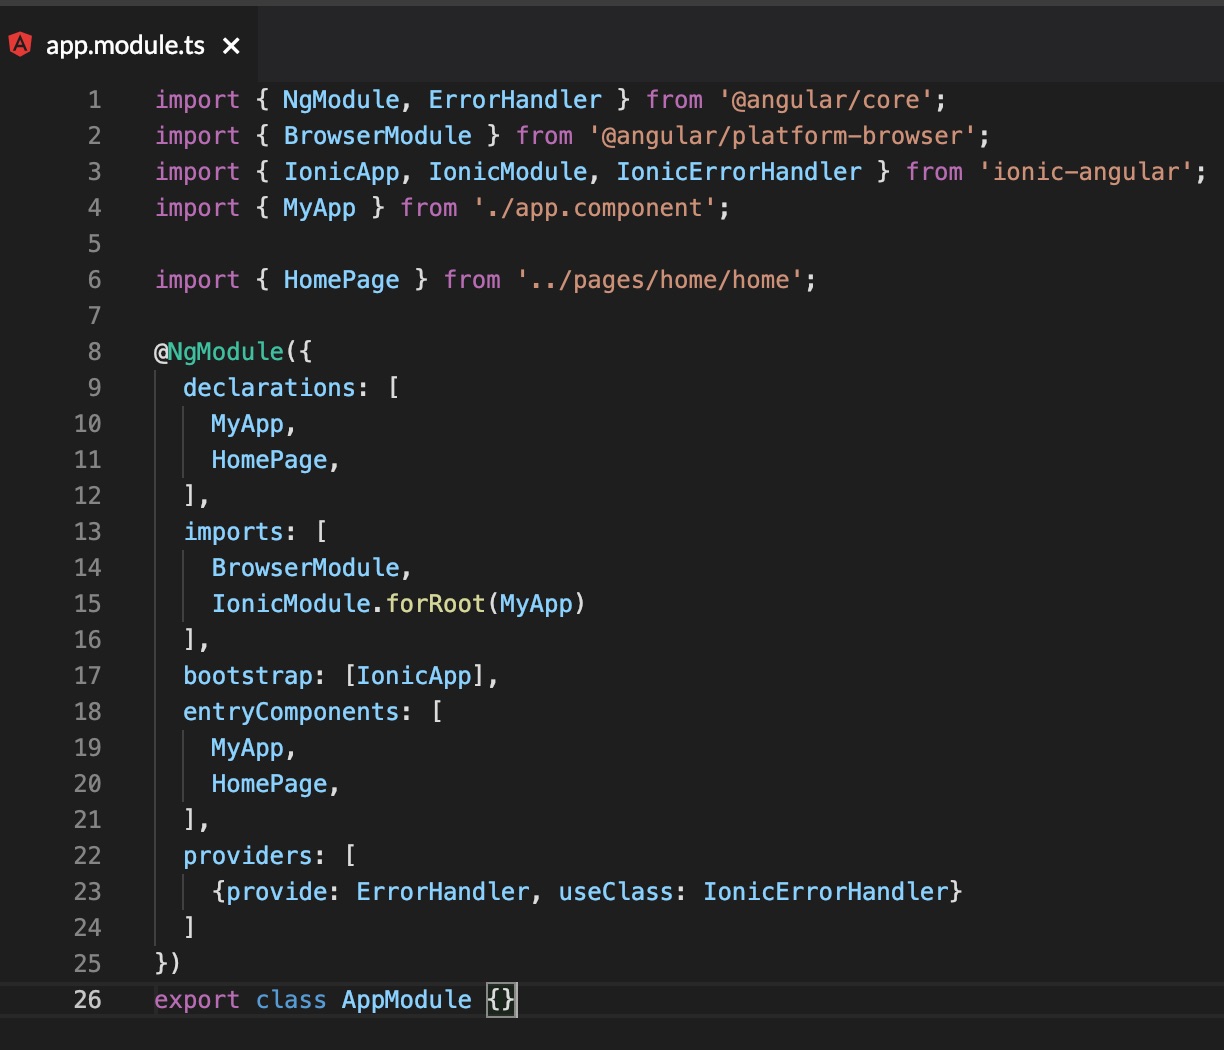 app.module.ts ×
1 import { NgModule, ErrorHandler } from '@angular/core';
2 import { BrowserModule } from '@angular/platform-browser';
3 import { IonicApp, IonicModule, IonicErrorHandler } from 'ionic-angular';
4 import { MyApp } from './app.component';
5
6 import { HomePage } from '../pages/home/home';
7
8 @NgModule({
9   declarations: [
10     MyApp,
11     HomePage,
12   ],
13   imports: [
14     BrowserModule,
15     IonicModule.forRoot(MyApp)
16   ],
17   bootstrap: [IonicApp],
18   entryComponents: [
19     MyApp,
20     HomePage,
21   ],
22   providers: [
23     {provide: ErrorHandler, useClass: IonicErrorHandler}
24   ]
25 })
26 export class AppModule {}